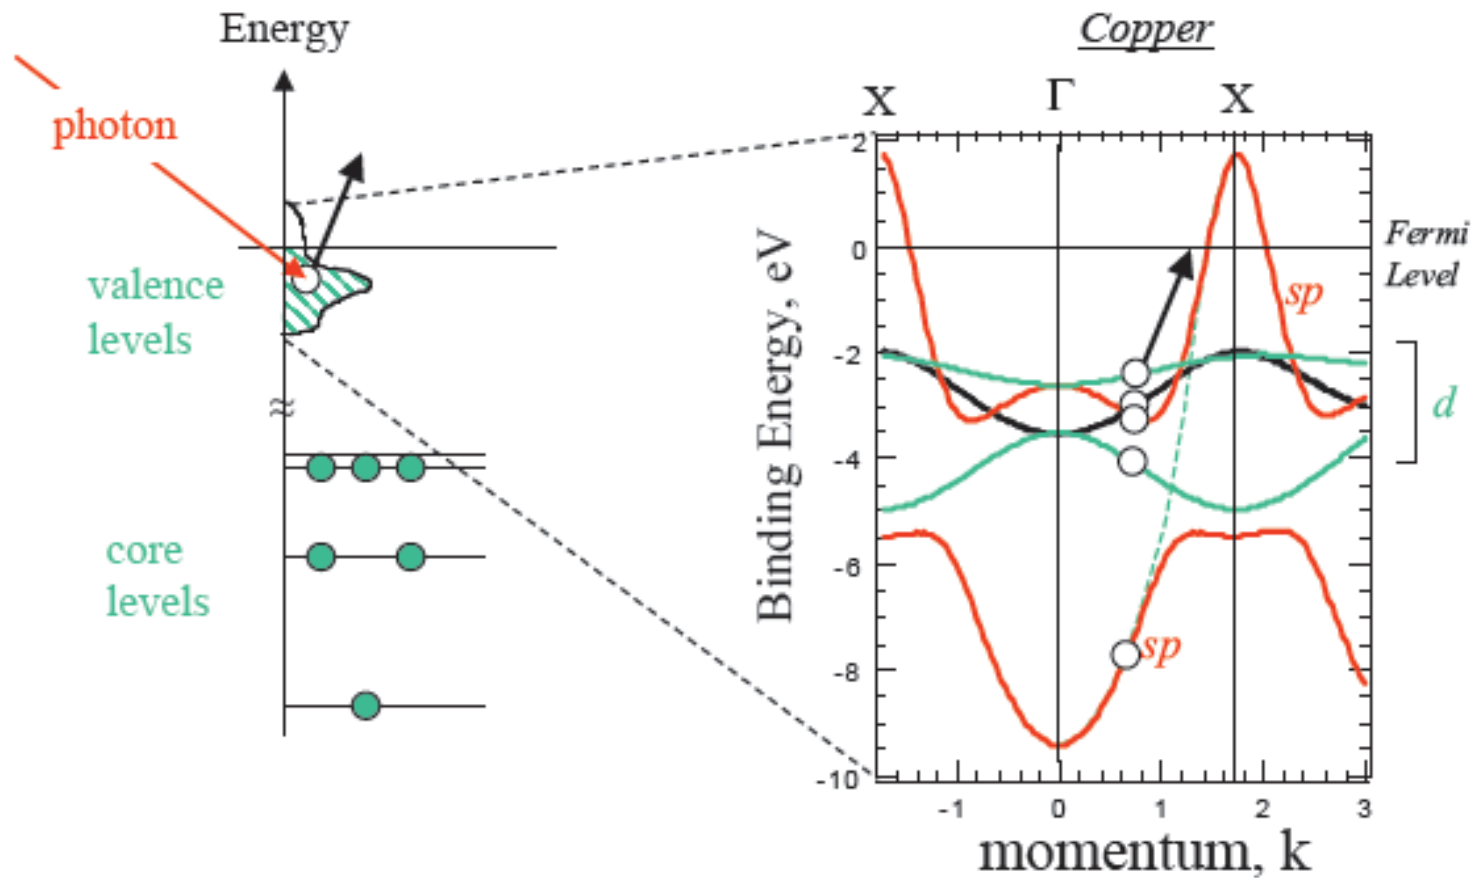 Energy
photon
valence
levels
core
levels
≈
Copper
X Γ X
2
0
-2
-4
-6
-8
-10
Binding Energy, eV
Fermi
Level
sp
d
sp
-1 0 1 2 3
momentum, k